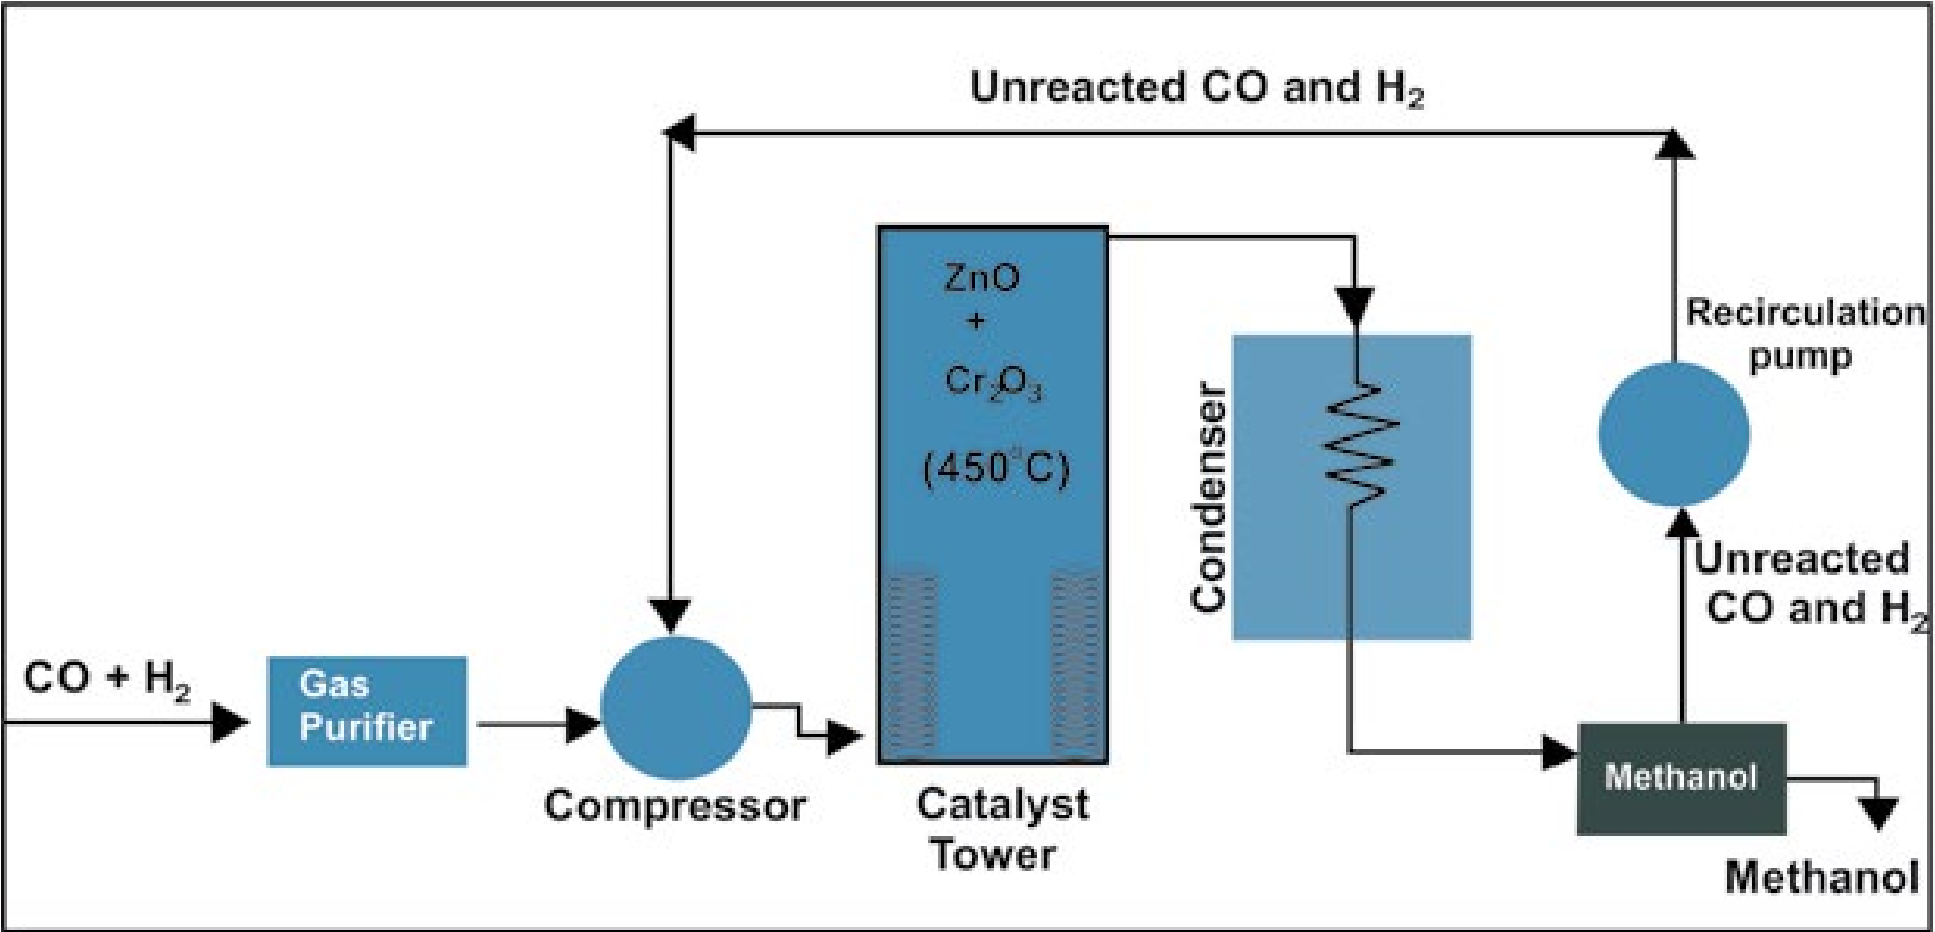 Unreacted CO and H₂
ZnO
+
Cr₂O₃
(450°C)
Recirculation
pump
Condenser
Unreacted
CO and H₂
CO + H₂
Gas
Purifier
Compressor
Catalyst
Tower
Methanol
Methanol